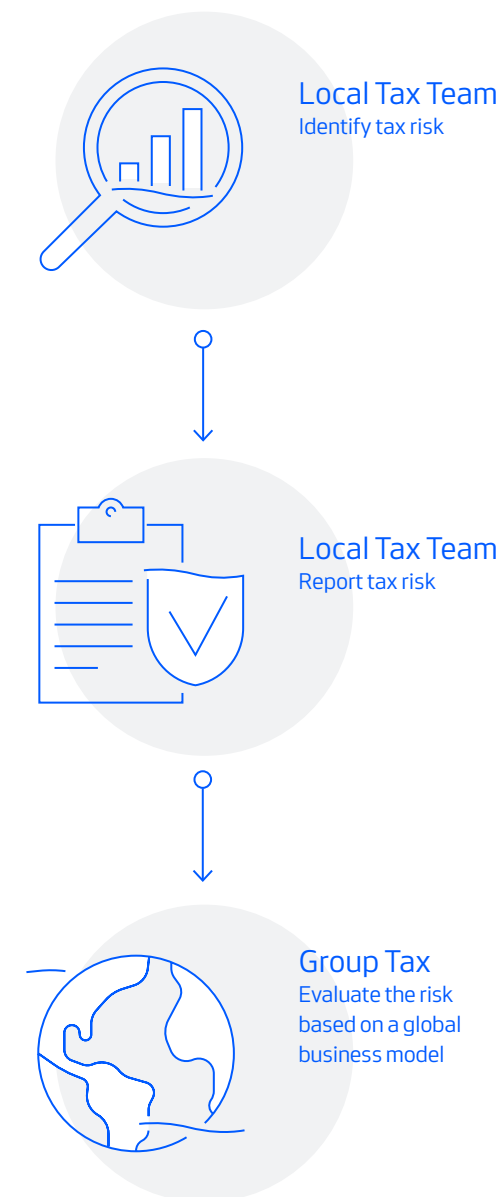 Local Tax Team
Identify tax risk
Local Tax Team
Report tax risk
Group Tax
Evaluate the risk
based on a global
business model